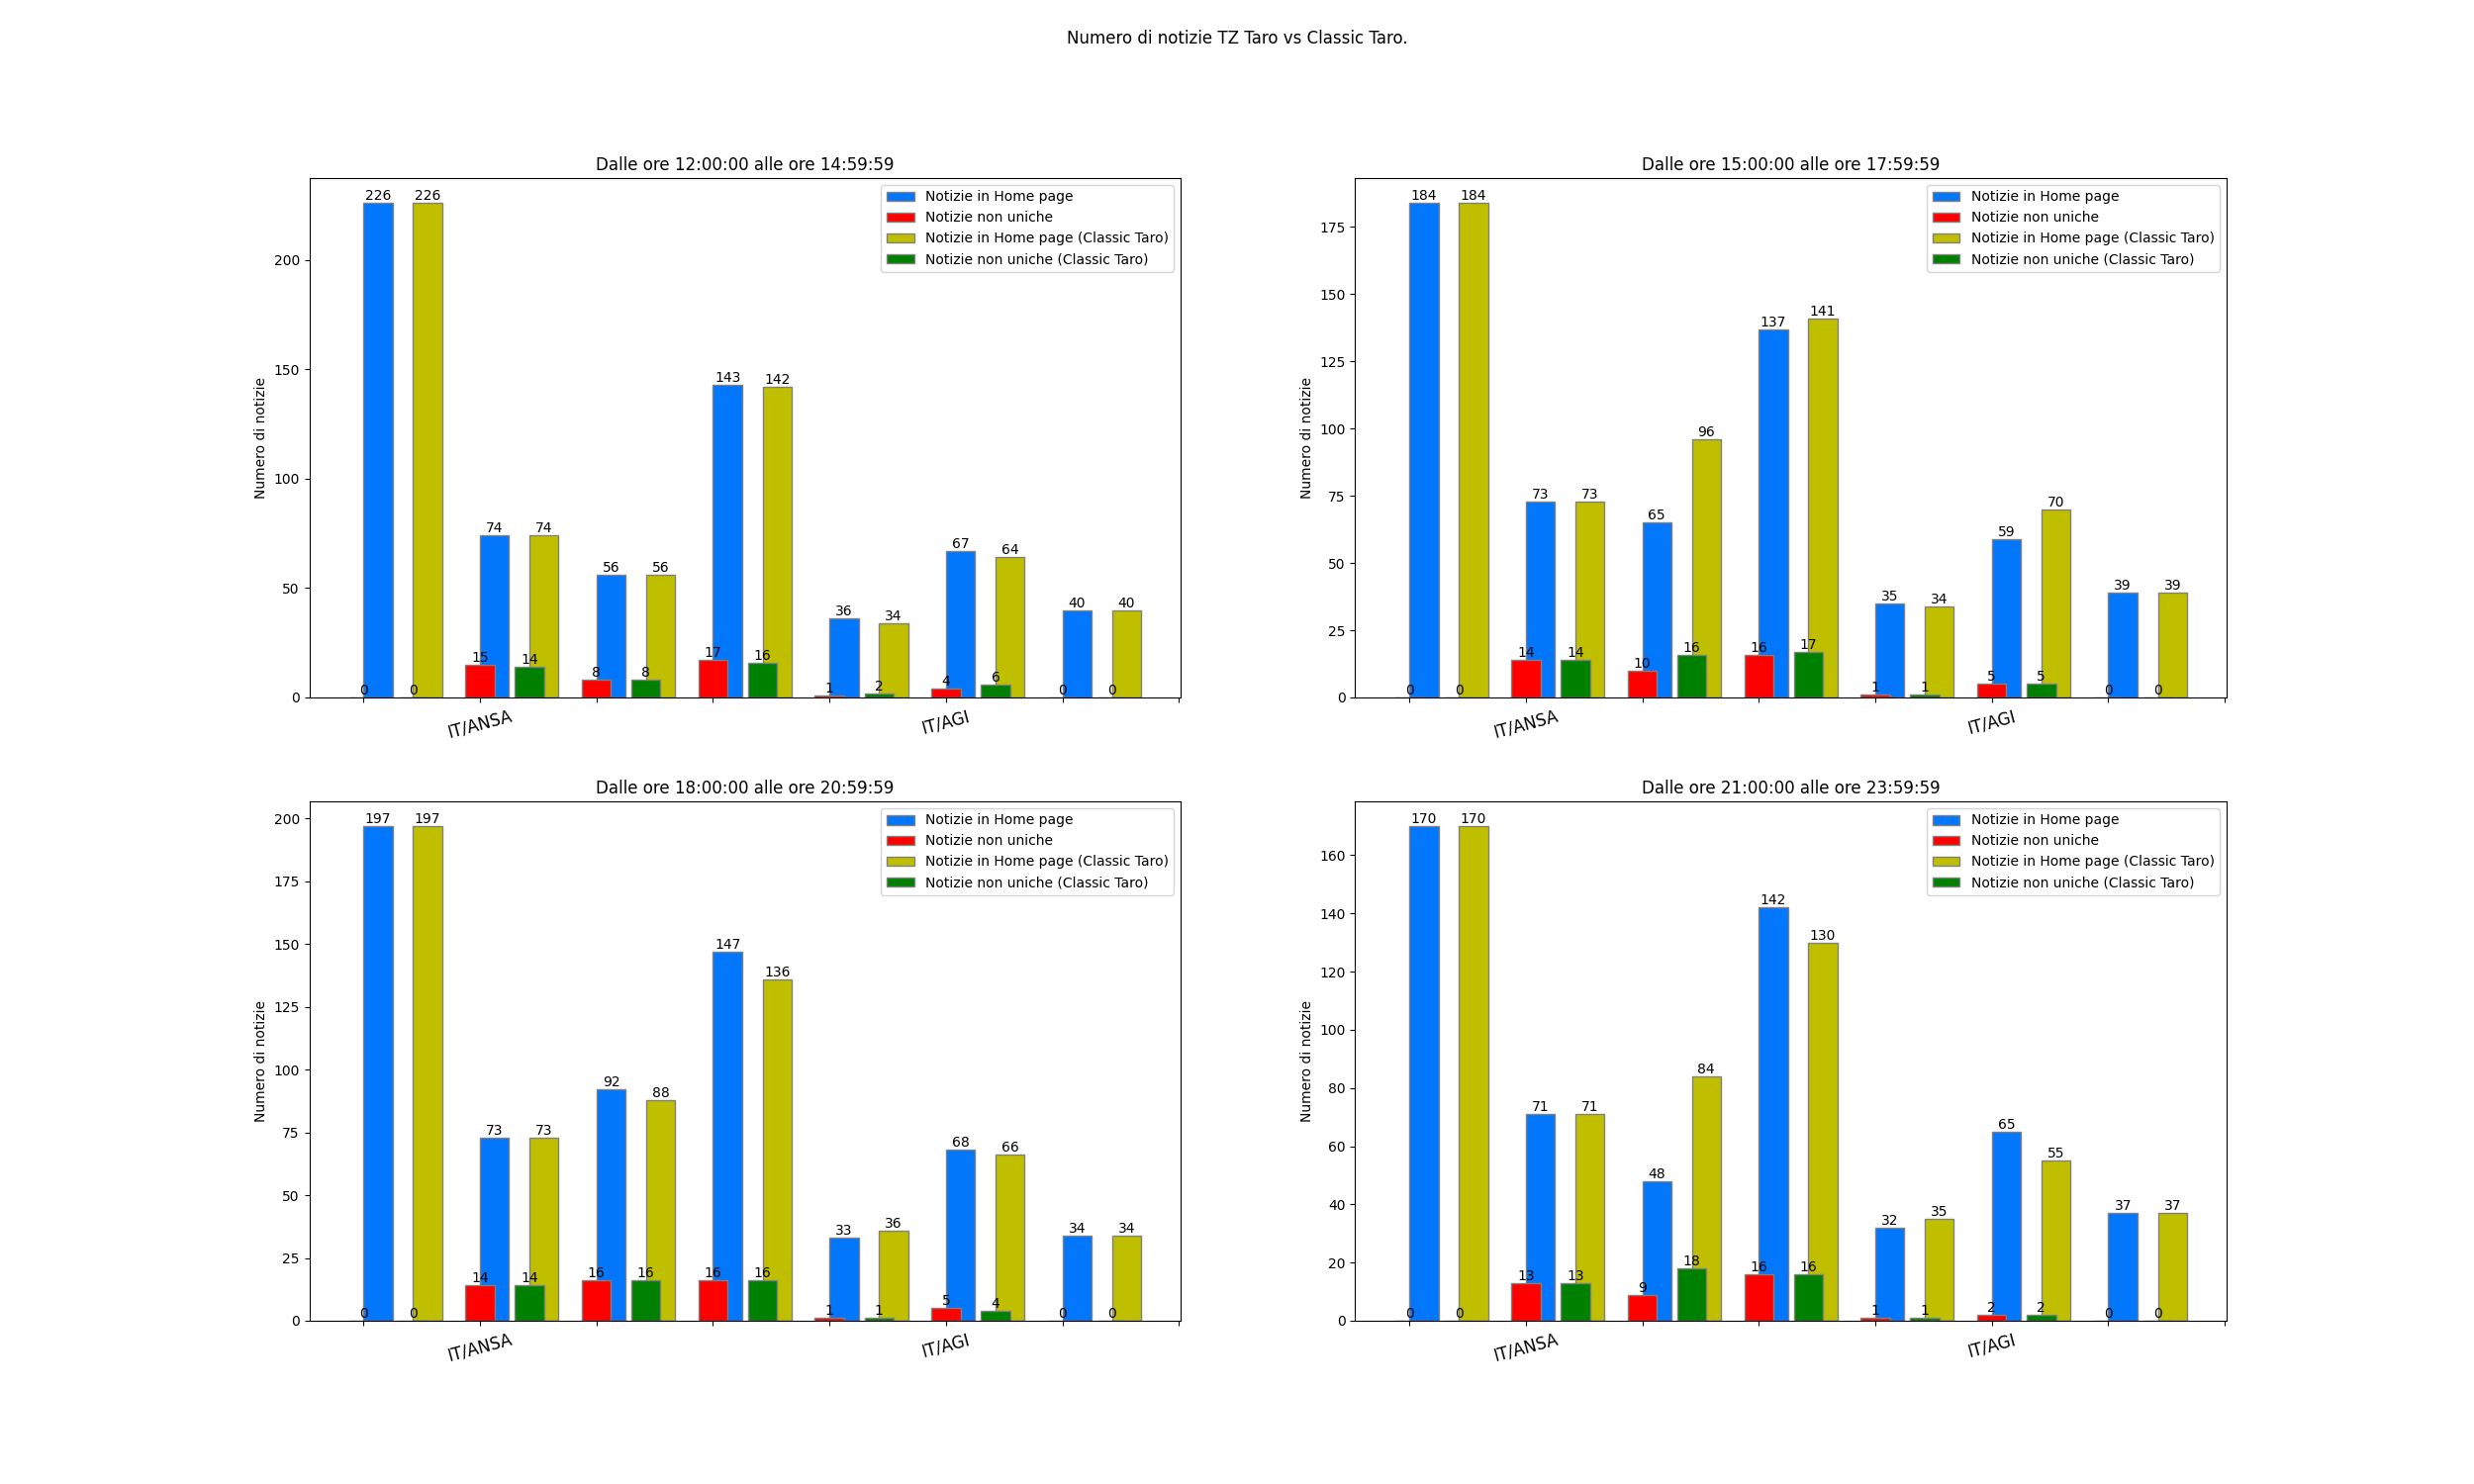 Numero di notizie TZ Taro vs Classic Taro.
Dalle ore 12:00:00 alle ore 14:59:59
Numero di notizie
200
150
100
50
0
226 226
74 74
56 56
143 142
36 34
67 64
40 40
0 0
15 14
8 8
17 16
1 2
4 6
0 0
Notizie in Home page
Notizie non uniche
Notizie in Home page (Classic Taro)
Notizie non uniche (Classic Taro)
IT/ANSA
IT/AGI
Dalle ore 15:00:00 alle ore 17:59:59
Numero di notizie
175
150
125
100
75
50
25
0
184 184
73 73
65 96
137 141
35 34
59 70
39 39
0 0
14 14
10 16
16 17
1 1
5 5
0 0
Notizie in Home page
Notizie non uniche
Notizie in Home page (Classic Taro)
Notizie non uniche (Classic Taro)
IT/ANSA
IT/AGI
Dalle ore 18:00:00 alle ore 20:59:59
Numero di notizie
200
175
150
125
100
75
50
25
0
197 197
73 73
92 88
147 136
33 36
68 66
34 34
0 0
14 14
16 16
16 16
1 1
5 4
0 0
Notizie in Home page
Notizie non uniche
Notizie in Home page (Classic Taro)
Notizie non uniche (Classic Taro)
IT/ANSA
IT/AGI
Dalle ore 21:00:00 alle ore 23:59:59
Numero di notizie
160
140
120
100
80
60
40
20
0
170 170
71 71
48 84
142 130
32 35
65 55
37 37
0 0
13 13
9 18
16 16
1 1
2 2
0 0
Notizie in Home page
Notizie non uniche
Notizie in Home page (Classic Taro)
Notizie non uniche (Classic Taro)
IT/ANSA
IT/AGI